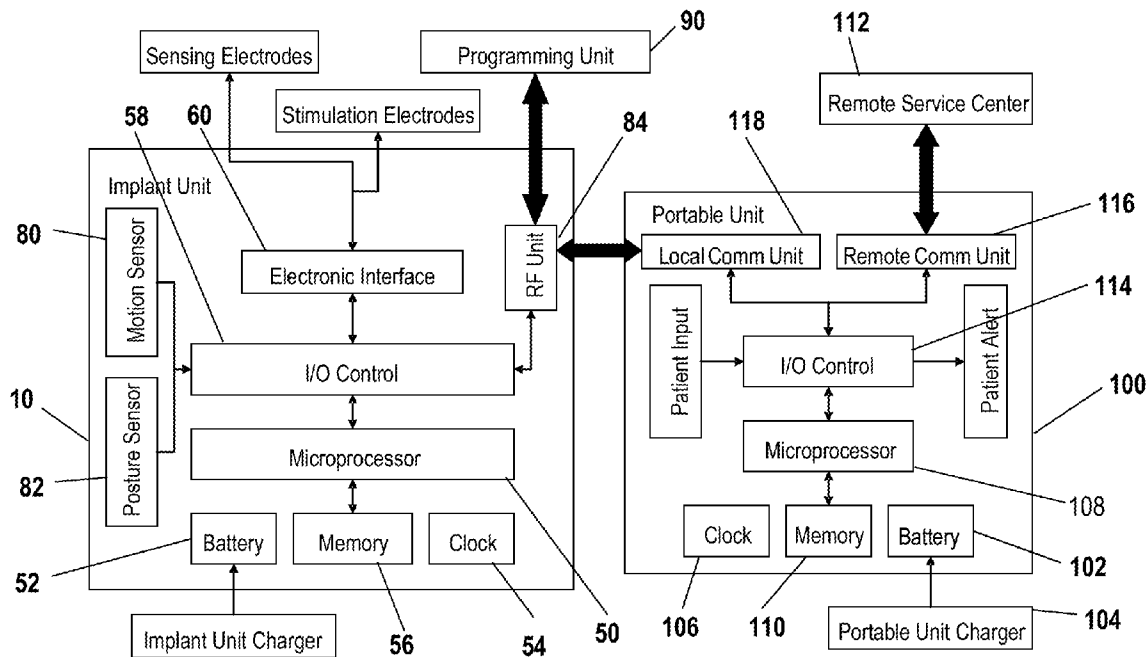 90
112
Sensing Electrodes
Programming Unit
Remote Service Center
58
60
Stimulation Electrodes
84
118
Implant Unit
Portable Unit
116
80
Motion Sensor
Electronic Interface
RF Unit
Local Comm Unit
Remote Comm Unit
114
Patient Input
I/O Control
Patient Alert
I/O Control
10
Posture Sensor
100
Microprocessor
Microprocessor
82
108
Battery
Memory
Clock
Clock
Memory
Battery
52
102
Implant Unit Charger
56
54
50
106
110
Portable Unit Charger
104